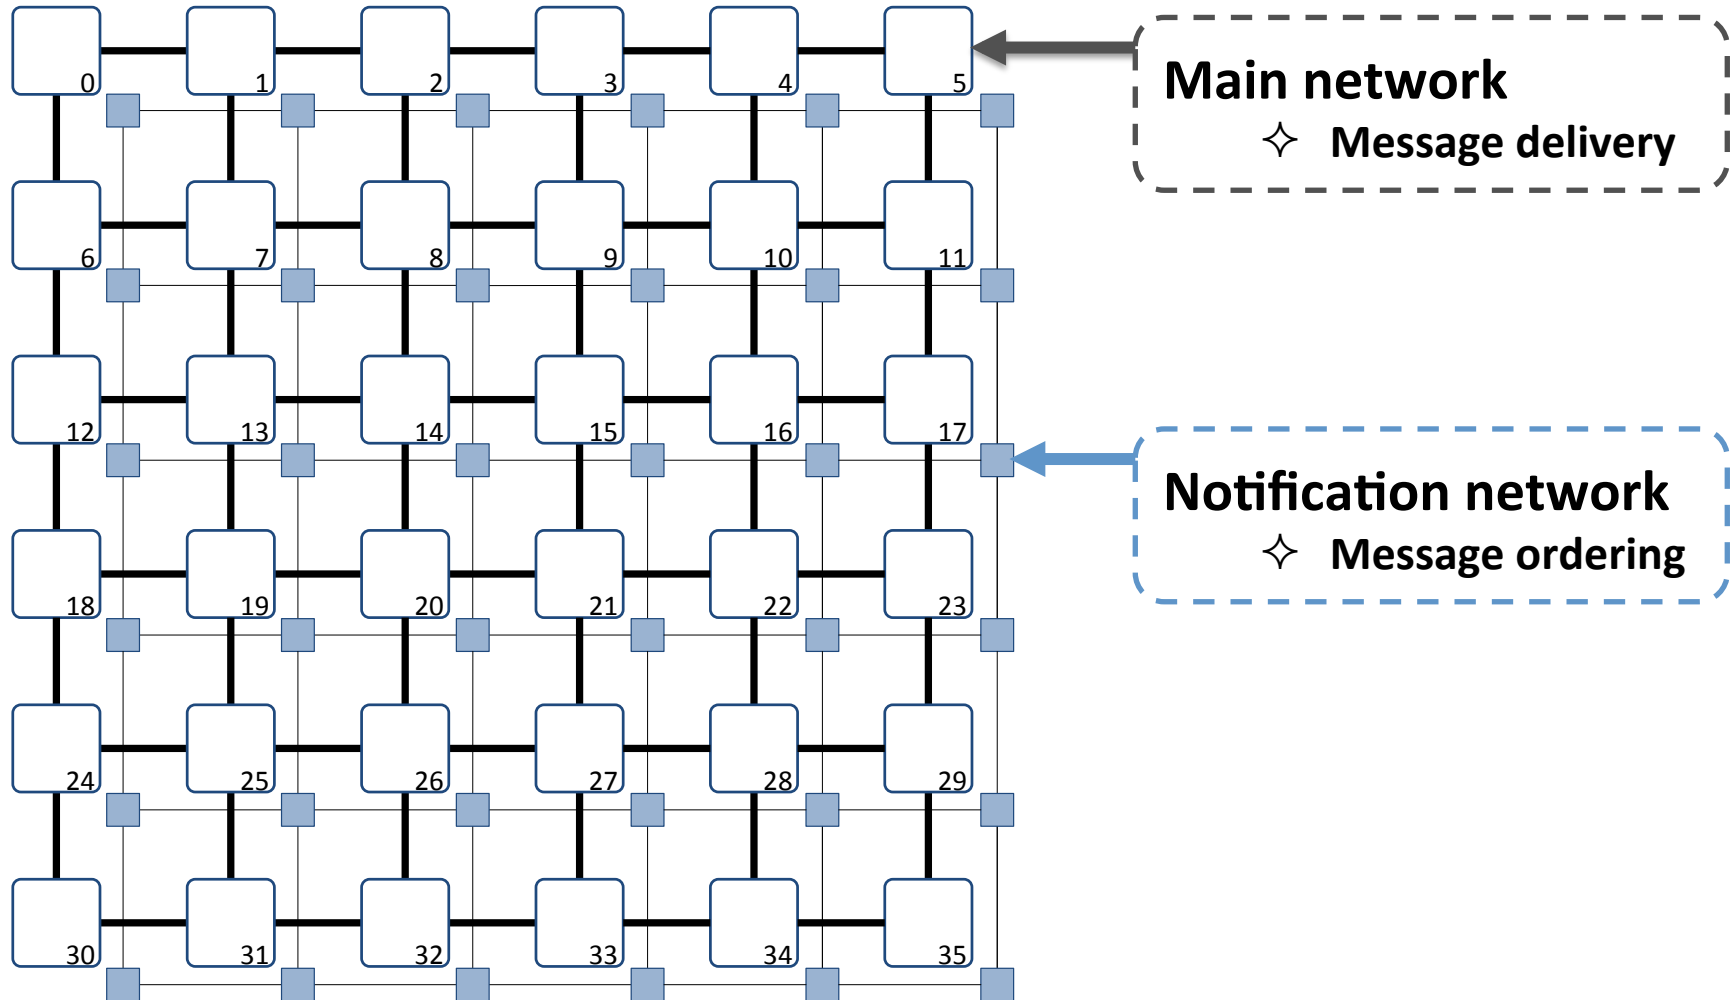 0 1 2 3 4 5
Main network
✧ Message delivery
6 7 8 9 10 11
12 13 14 15 16 17
Notification network
✧ Message ordering
18 19 20 21 22 23
24 25 26 27 28 29
30 31 32 33 34 35